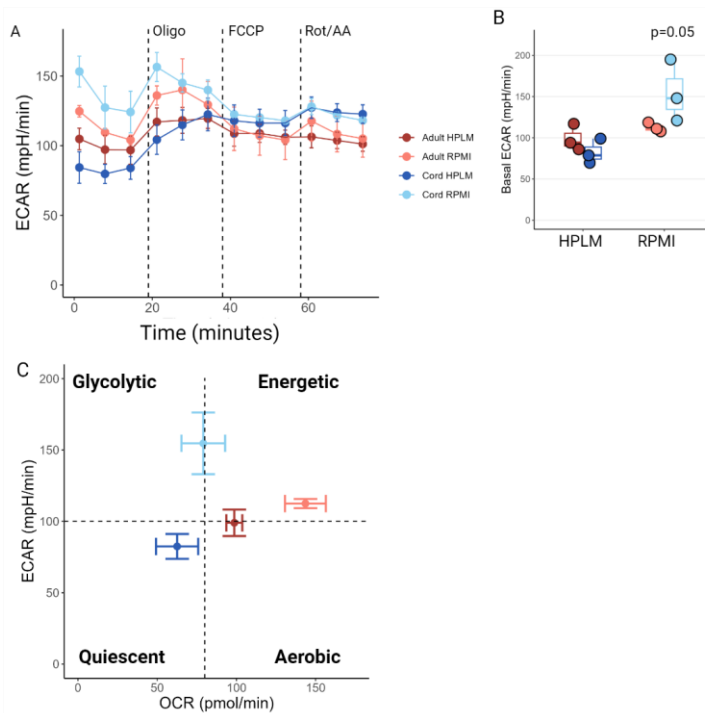 A
Oligo
FCCP
Rot/AA
ECAR (mpH/min)
150
100
50
0
0
20
40
60
Time (minutes)
Adult HPLM
Adult RPMI
Cord HPLM
Cord RPMI
B
p=0.05
Basal ECAR (mpH/min)
200
150
100
50
0
HPLM
RPMI
C
Glycolytic
Energetic
ECAR (mpH/min)
200
150
100
50
0
Quiescent
Aerobic
0
50
100
150
OCR (pmol/min)